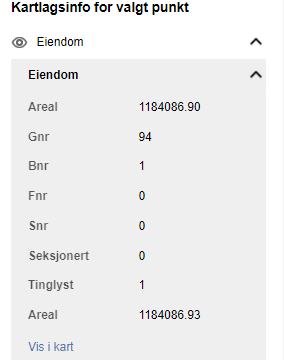 Kartlagsinfo for valgt punkt
Eiendom
Eiendom
Areal 1184086.90
Gnr 94
Bnr 1
Fnr 0
Snr 0
Seksjonert 0
Tinglyst 1
Areal 1184086.93
Vis i kart